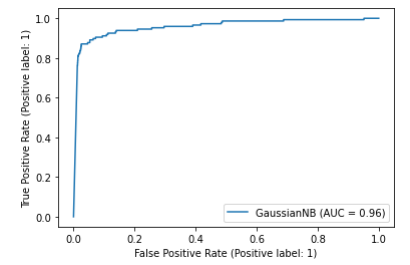 1.0
0.8
0.6
0.4
0.2
0.0
True Positive Rate (Positive label: 1)
GaussianNB (AUC = 0.96)
0.0 0.2 0.4 0.6 0.8 1.0
False Positive Rate (Positive label: 1)